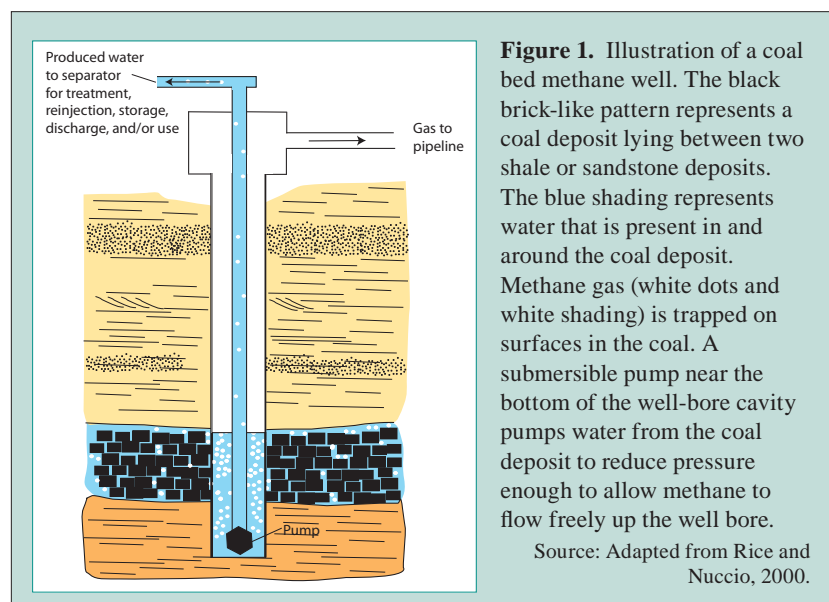 Produced water
to separator
for treatment,
reinjection, storage,
discharge, and/or use
Gas to
pipeline
Pump
Figure 1. Illustration of a coal
bed methane well. The black
brick-like pattern represents a
coal deposit lying between two
shale or sandstone deposits.
The blue shading represents
water that is present in and
around the coal deposit.
Methane gas (white dots and
white shading) is trapped on
surfaces in the coal. A
submersible pump near the
bottom of the well-bore cavity
pumps water from the coal
deposit to reduce pressure
enough to allow methane to
flow freely up the well bore.
Source: Adapted from Rice and
Nuccio, 2000.